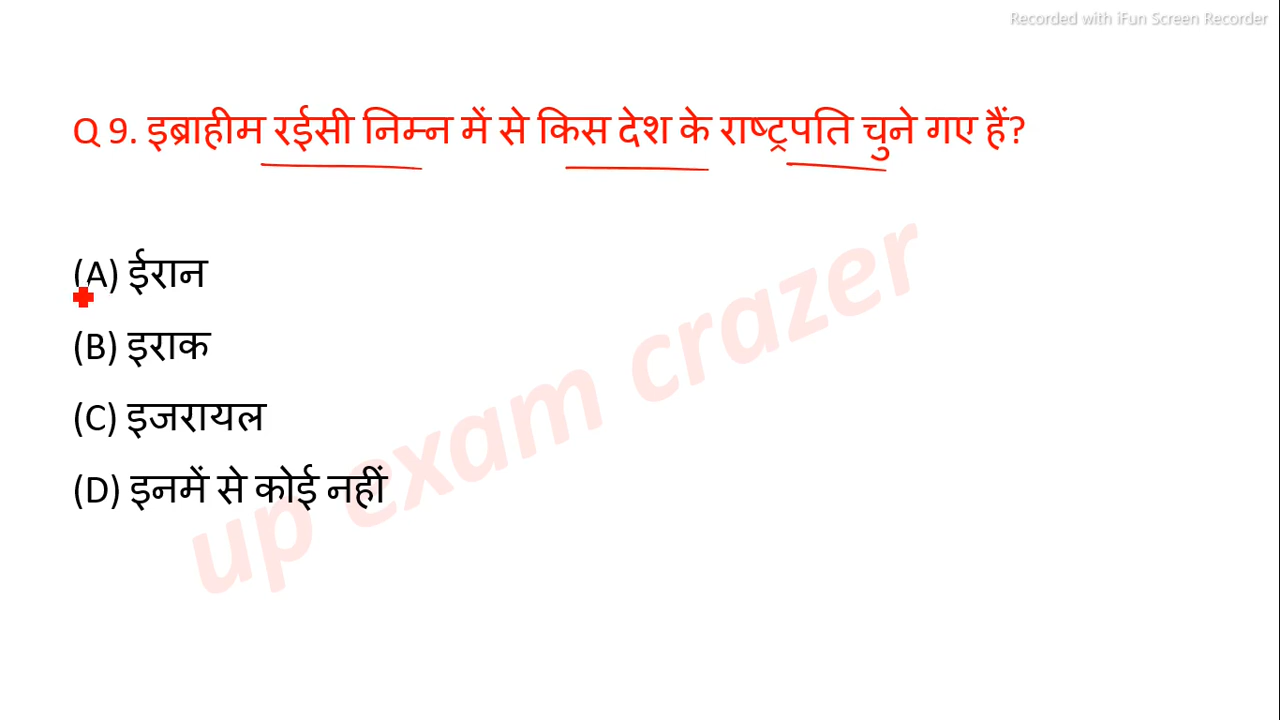 Recorded with iFun Screen Recorder
Q 9. इब्राहीम रईसी निम्न में से किस देश के राष्ट्रपति चुने गए हैं?
(A) ईरान
(B) इराक
(C) इजरायल
(D) इनमें से कोई नहीं
up exam crazer